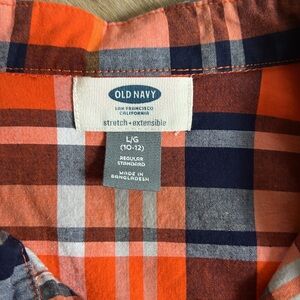 OLD NAVY
SAN FRANCISCO
CALIFORNIA
stretch • extensible
L/G
(10-12)
REGULAR
STANDARD
MADE IN
BANGLADESH